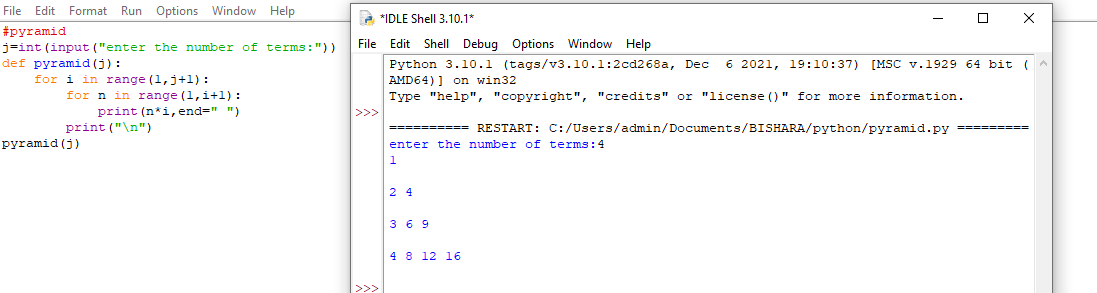 File Edit Format Run Options Window Help
#pyramid
j=int(input("enter the number of terms:"))
def pyramid(j):
    for i in range(1,j+1):
        for n in range(1,i+1):
            print(n*i,end=" ")
        print("\n")
pyramid(j)
*IDLE Shell 3.10.1*
File Edit Shell Debug Options Window Help
Python 3.10.1 (tags/v3.10.1:2cd268a, Dec  6 2021, 19:10:37) [MSC v.1929 64 bit (
AMD64)] on win32
Type "help", "copyright", "credits" or "license()" for more information.
>>>
========== RESTART: C:/Users/admin/Documents/BISHARA/python/pyramid.py =========
enter the number of terms:4
1
2 4
3 6 9
4 8 12 16
>>>